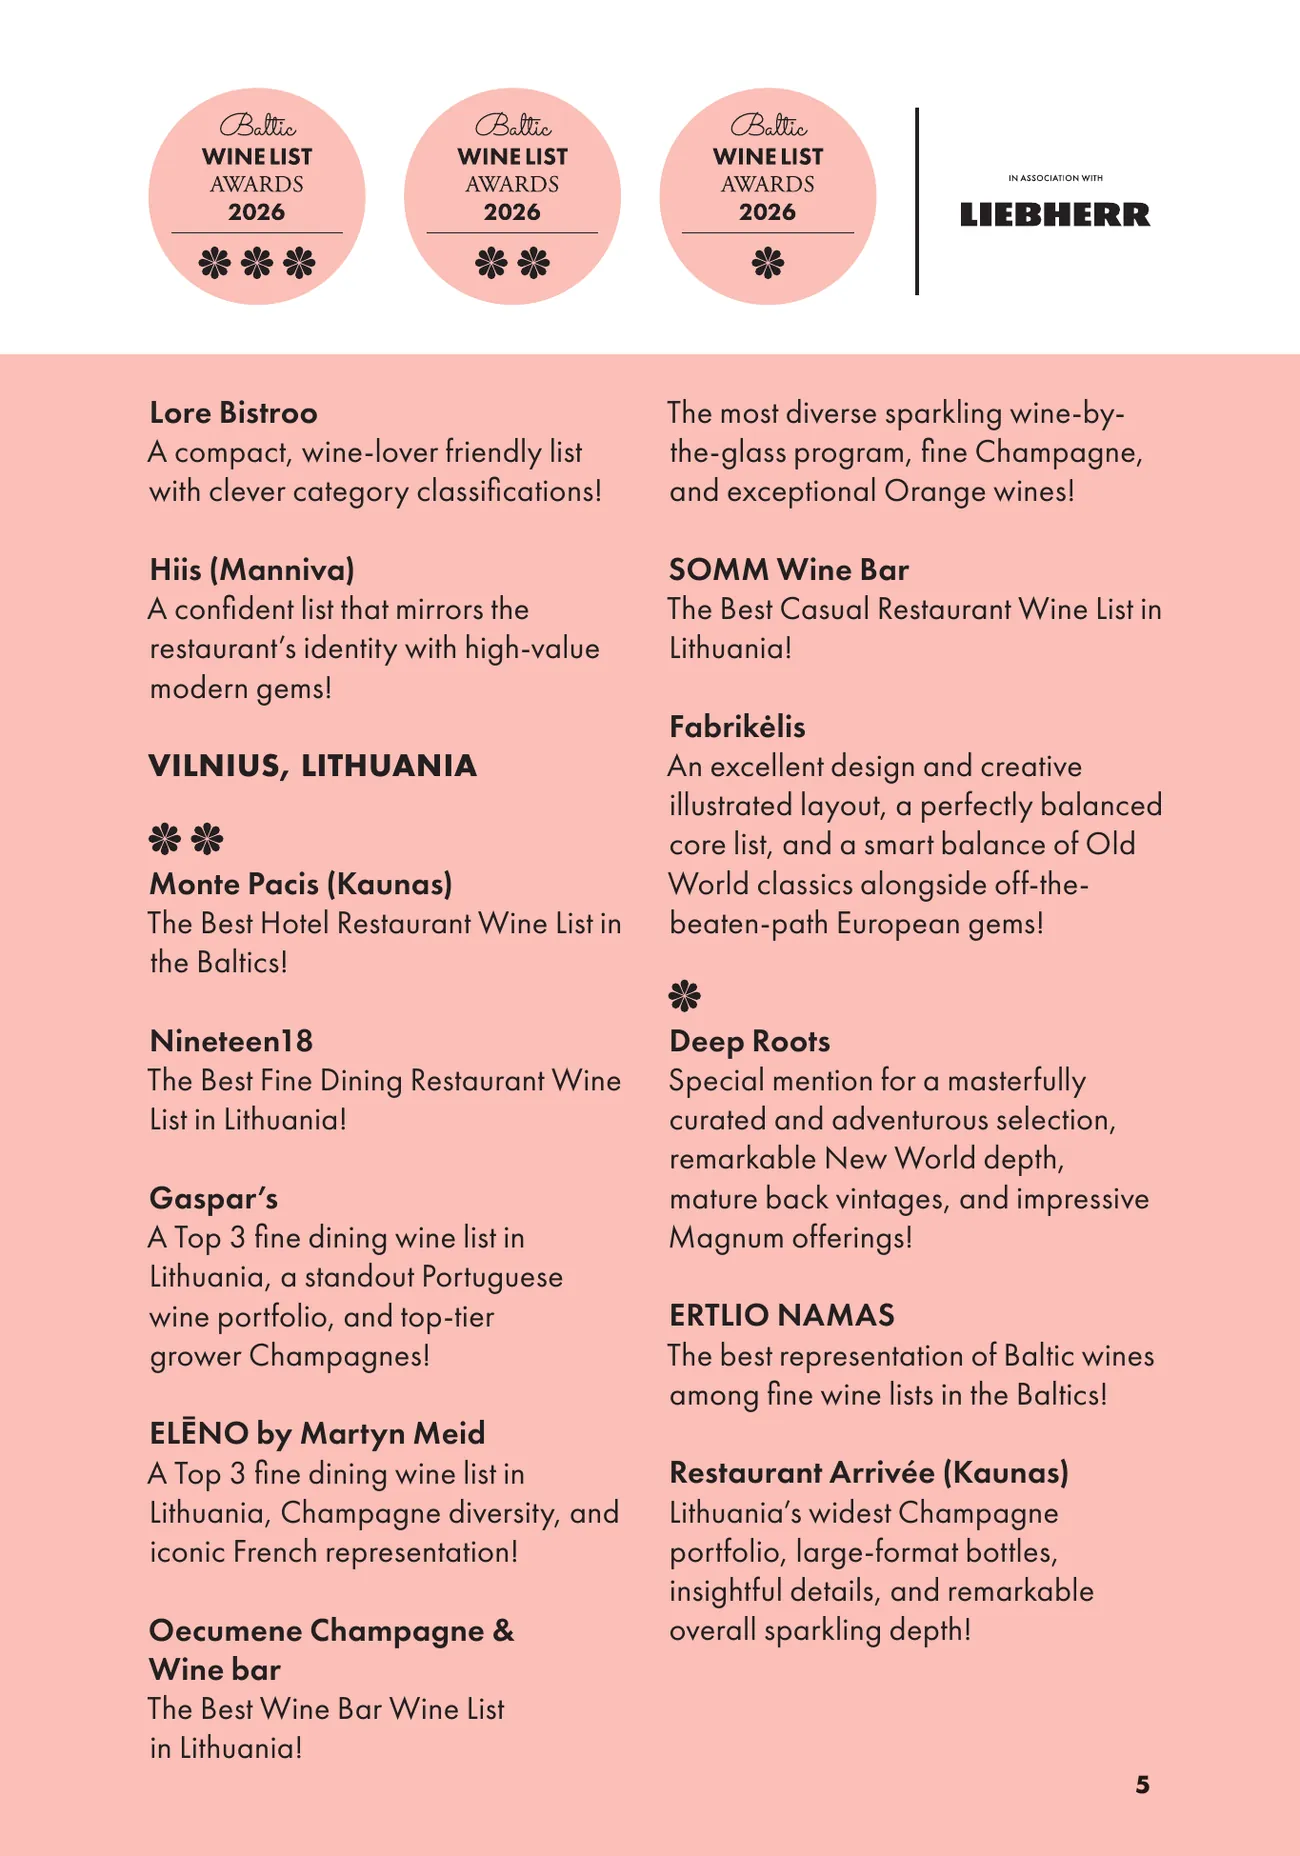 Baltic
WINE LIST
AWARDS
2026
Baltic
WINE LIST
AWARDS
2026
Baltic
WINE LIST
AWARDS
2026
IN ASSOCIATION WITH
LIEBHERR
Lore Bistroo
A compact, wine-lover friendly list
with clever category classifications!
Hiis (Manniva)
A confident list that mirrors the
restaurant’s identity with high-value
modern gems!
VILNIUS, LITHUANIA
Monte Pacis (Kaunas)
The Best Hotel Restaurant Wine List in
the Baltics!
Nineteen18
The Best Fine Dining Restaurant Wine
List in Lithuania!
Gaspar’s
A Top 3 fine dining wine list in
Lithuania, a standout Portuguese
wine portfolio, and top-tier
grower Champagnes!
ELĒNO by Martyn Meid
A Top 3 fine dining wine list in
Lithuania, Champagne diversity, and
iconic French representation!
Oecumene Champagne &
Wine bar
The Best Wine Bar Wine List
in Lithuania!
The most diverse sparkling wine-by-
the-glass program, fine Champagne,
and exceptional Orange wines!
SOMM Wine Bar
The Best Casual Restaurant Wine List in
Lithuania!
Fabrikėlis
An excellent design and creative
illustrated layout, a perfectly balanced
core list, and a smart balance of Old
World classics alongside off-the-
beaten-path European gems!
Deep Roots
Special mention for a masterfully
curated and adventurous selection,
remarkable New World depth,
mature back vintages, and impressive
Magnum offerings!
ERTLIO NAMAS
The best representation of Baltic wines
among fine wine lists in the Baltics!
Restaurant Arrivée (Kaunas)
Lithuania’s widest Champagne
portfolio, large-format bottles,
insightful details, and remarkable
overall sparkling depth!
5